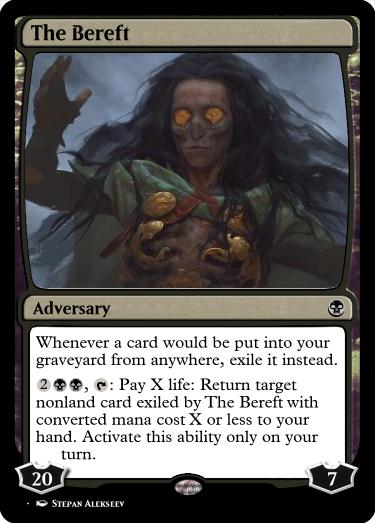 The Bereft
Adversary
Whenever a card would be put into your
graveyard from anywhere, exile it instead.
2, : Pay X life: Return target
nonland card exiled by The Bereft with
converted mana cost X or less to your
hand. Activate this ability only on your
turn.
20
7
Stepan Alekseev